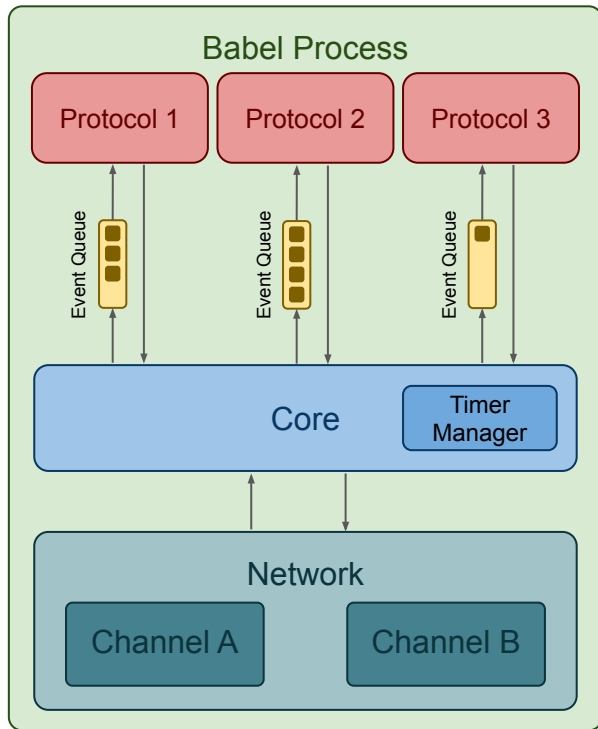 Babel Process
Protocol 1
Protocol 2
Protocol 3
Event Queue
Event Queue
Event Queue
Core
Timer
Manager
Network
Channel A
Channel B